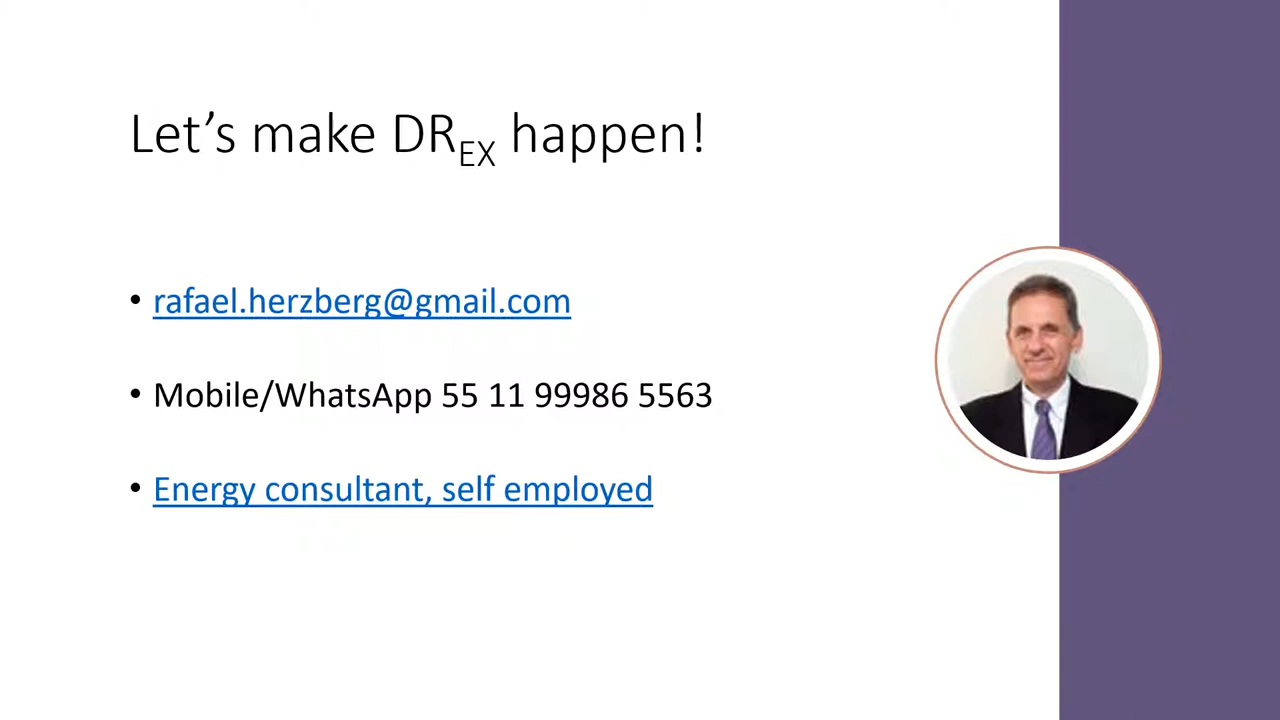 Let’s make DREX happen!
• rafael.herzberg@gmail.com
• Mobile/WhatsApp 55 11 99986 5563
• Energy consultant, self employed